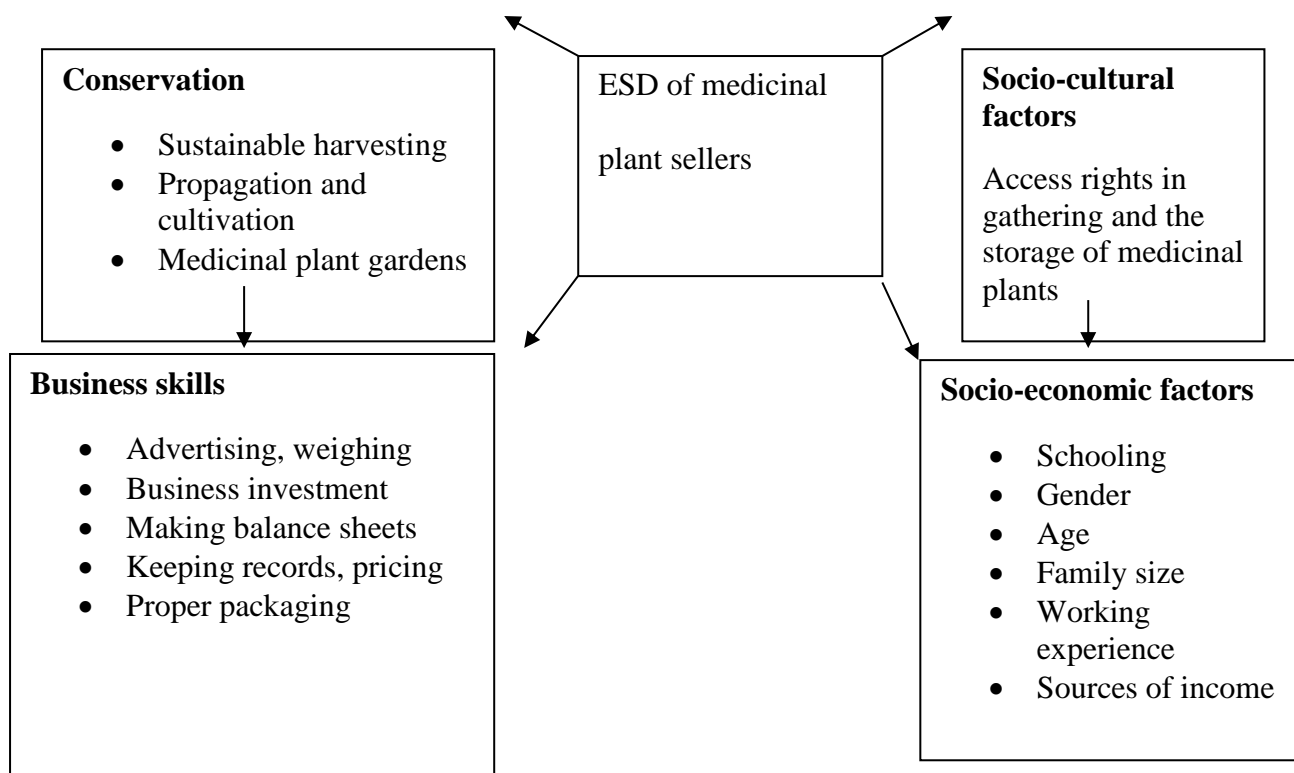 Conservation
• Sustainable harvesting
• Propagation and
cultivation
• Medicinal plant gardens
ESD of medicinal
plant sellers
Socio-cultural
factors
Access rights in
gathering and the
storage of medicinal
plants
Business skills
• Advertising, weighing
• Business investment
• Making balance sheets
• Keeping records, pricing
• Proper packaging
Socio-economic factors
• Schooling
• Gender
• Age
• Family size
• Working
experience
• Sources of income